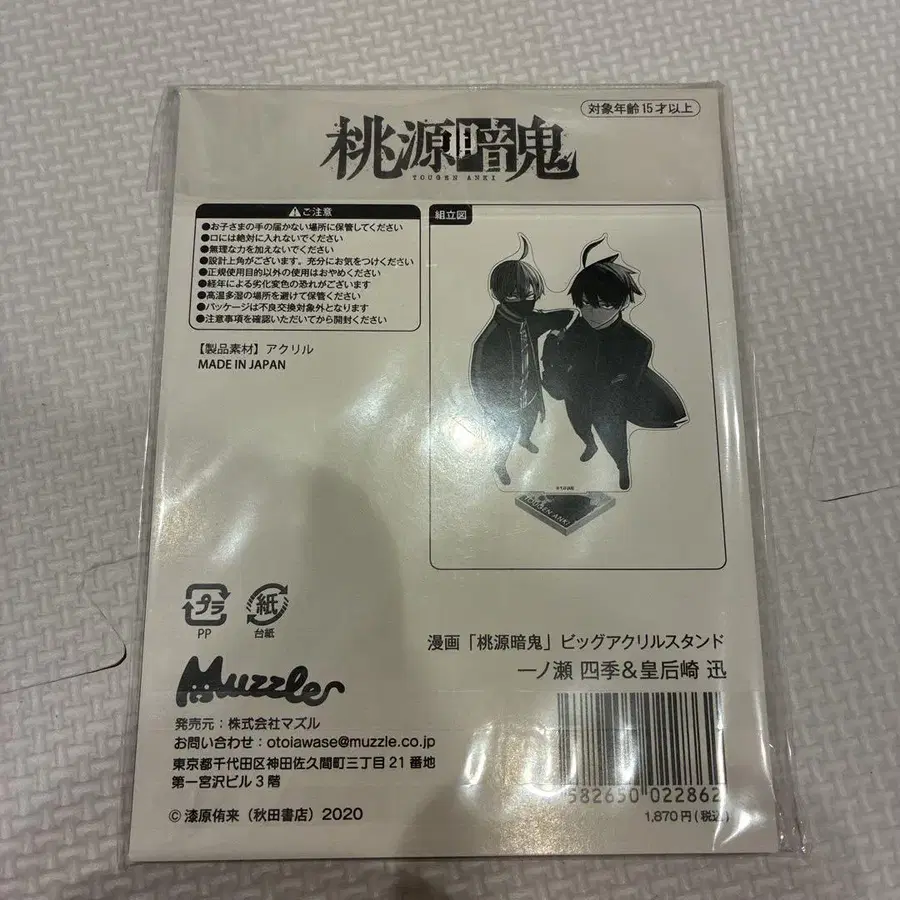 対象年齢15才以上
桃源暗鬼
TOUGEN ANKI
⚠ご注意
●お子さまの手の届かない場所に保管してください
●口には絶対に入れないでください
●無理な力を加えないでください
●設計上角がございます。充分にお気をつけください
●正規使用目的以外の使用はおやめください
●経年による劣化変色の恐れがございます
●高温多湿の場所を避けて保管ください
●パッケージは不良交換対象外となります
●注意事項を確認いただいてから開封ください
【製品素材】アクリル
MADE IN JAPAN
組立図
TOUGEN ANKI
プラ
PP
紙
台紙
漫画「桃源暗鬼」ビッグアクリルスタンド
一ノ瀬 四季&皇后崎 迅
Muzzle
発売元：株式会社マズル
お問い合わせ：otoiawase@muzzle.co.jp
東京都千代田区神田佐久間町三丁目21番地
第一宮沢ビル3階
©漆原侑来（秋田書店）2020
582650 022862
1,870円(税込)